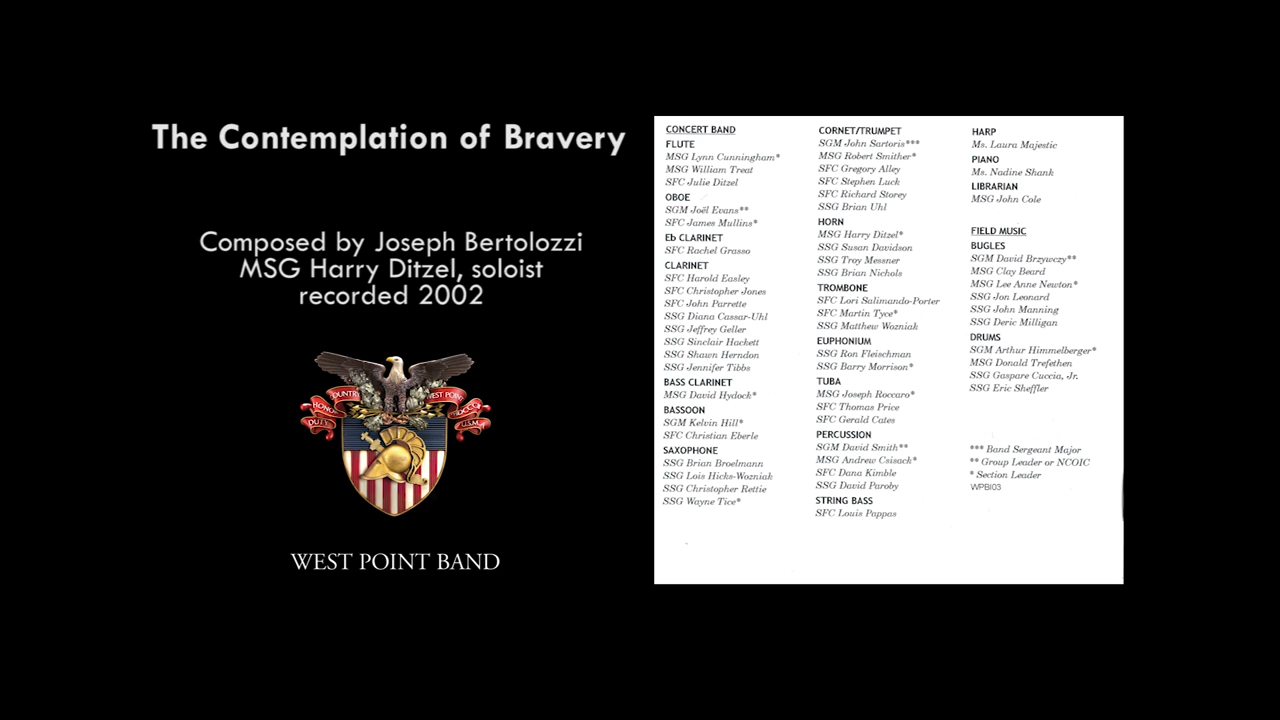 The Contemplation of Bravery
Composed by Joseph Bertolozzi
MSG Harry Ditzel, soloist
recorded 2002
DUTY
HONOR
COUNTRY
WEST POINT
MDCCCII
U.S.M.A.
WEST POINT BAND
CONCERT BAND
FLUTE
MSG Lynn Cunningham*
MSG William Treat
SFC Julie Ditzel
OBOE
SGM Joël Evans**
SFC James Mullins*
Eb CLARINET
SFC Rachel Grasso
CLARINET
SFC Harold Easley
SFC Christopher Jones
SFC John Parrette
SSG Diana Cassar-Uhl
SSG Jeffrey Geller
SSG Sinclair Hackett
SSG Shawn Herndon
SSG Jennifer Tibbs
BASS CLARINET
MSG David Hydock*
BASSOON
SGM Kelvin Hill*
SFC Christian Eberle
SAXOPHONE
SSG Brian Broelmann
SSG Lois Hicks-Wozniak
SSG Christopher Rettie
SSG Wayne Tice*
CORNET/TRUMPET
SGM John Sartoris***
MSG Robert Smither*
SFC Gregory Alley
SFC Stephen Luck
SFC Richard Storey
SSG Brian Uhl
HORN
MSG Harry Ditzel*
SSG Susan Davidson
SSG Troy Messner
SSG Brian Nichols
TROMBONE
SFC Lori Salimando-Porter
SFC Martin Tyce*
SSG Matthew Wozniak
EUPHONIUM
SSG Ron Fleischman
SSG Barry Morrison*
TUBA
MSG Joseph Roccaro*
SFC Thomas Price
SFC Gerald Cates
PERCUSSION
SGM David Smith**
MSG Andrew Csisack*
SFC Dana Kimble
SSG David Paroby
STRING BASS
SFC Louis Pappas
HARP
Ms. Laura Majestic
PIANO
Ms. Nadine Shank
LIBRARIAN
MSG John Cole
FIELD MUSIC
BUGLES
SGM David Brzywczy**
MSG Clay Beard
MSG Lee Anne Newton*
SSG Jon Leonard
SSG John Manning
SSG Deric Milligan
DRUMS
SGM Arthur Himmelberger*
MSG Donald Trefethen
SSG Gaspare Cuccia, Jr.
SSG Eric Sheffler
*** Band Sergeant Major
** Group Leader or NCOIC
* Section Leader
WPBI03